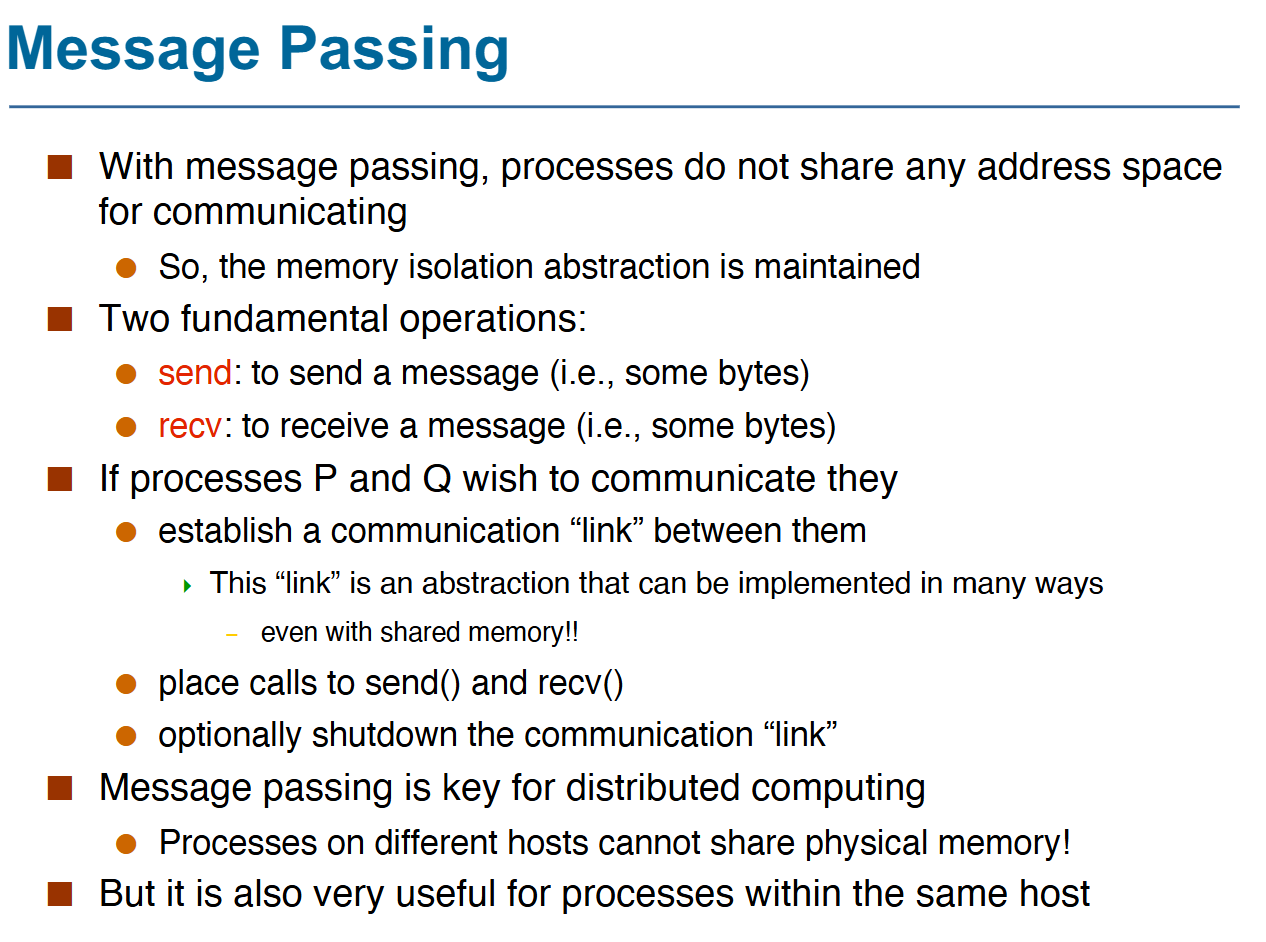 Message Passing
With message passing, processes do not share any address space
for communicating
So, the memory isolation abstraction is maintained
Two fundamental operations:
send: to send a message (i.e., some bytes)
recv: to receive a message (i.e., some bytes)
If processes P and Q wish to communicate they
establish a communication “link” between them
This “link” is an abstraction that can be implemented in many ways
– even with shared memory!!
place calls to send() and recv()
optionally shutdown the communication “link”
Message passing is key for distributed computing
Processes on different hosts cannot share physical memory!
But it is also very useful for processes within the same host